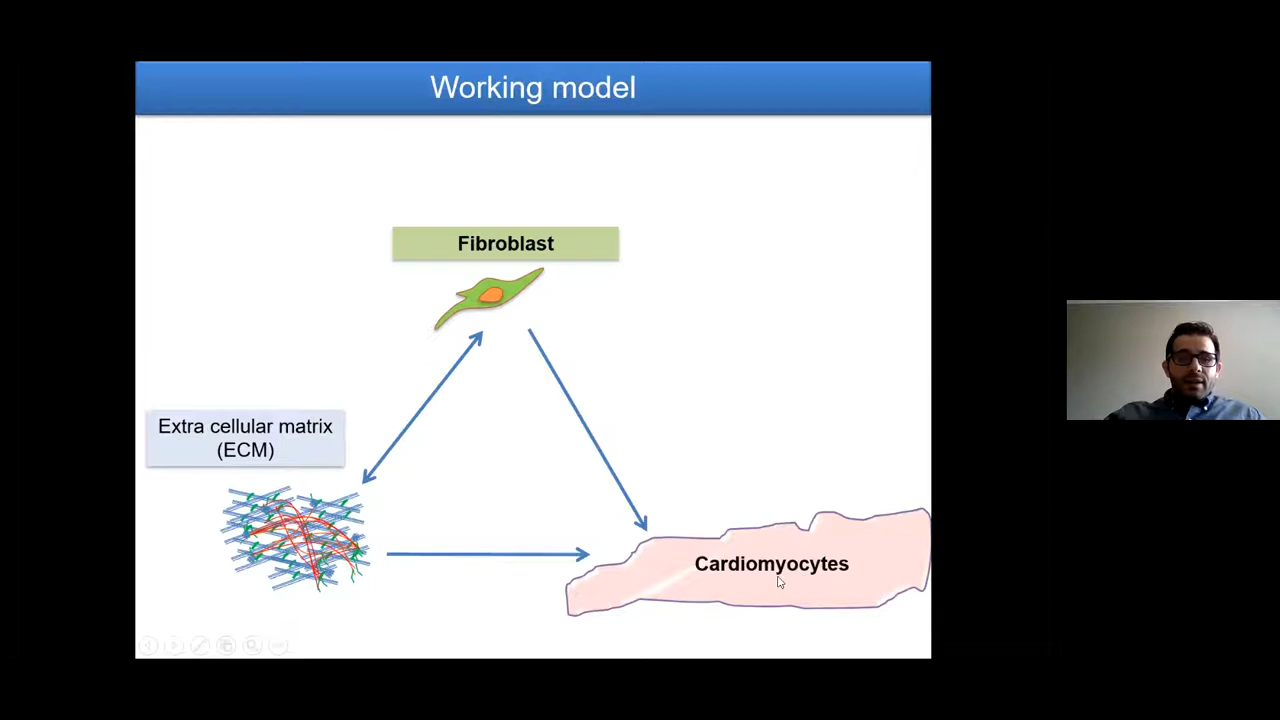 Working model
Fibroblast
Extra cellular matrix
(ECM)
Cardiomyocytes